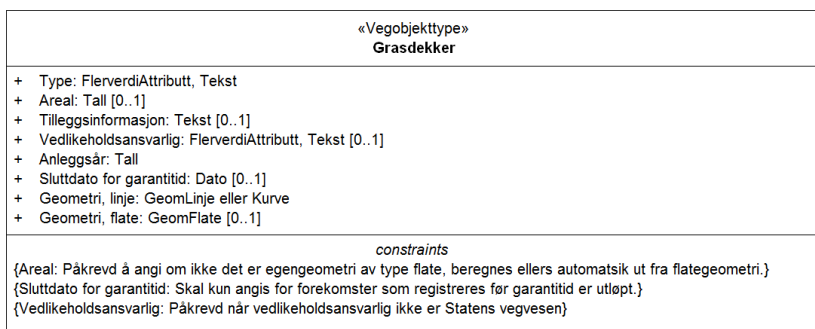 «Vegobjekttype»
Grasdekker
+ Type: FlerverdiAttributt, Tekst
+ Areal: Tall [0..1]
+ Tilleggsinformasjon: Tekst [0..1]
+ Vedlikeholdsansvarlig: FlerverdiAttributt, Tekst [0..1]
+ Anleggsår: Tall
+ Sluttdato for garantitid: Dato [0..1]
+ Geometri, linje: GeomLinje eller Kurve
+ Geometri, flate: GeomFlate [0..1]
constraints
{Areal: Påkrevd å angi om ikke det er egengeometri av type flate, beregnes ellers automatsik ut fra flategeometri.}
{Sluttdato for garantitid: Skal kun angis for forekomster som registreres før garantitid er utløpt.}
{Vedlikeholdsansvarlig: Påkrevd når vedlikeholdsansvarlig ikke er Statens vegvesen}